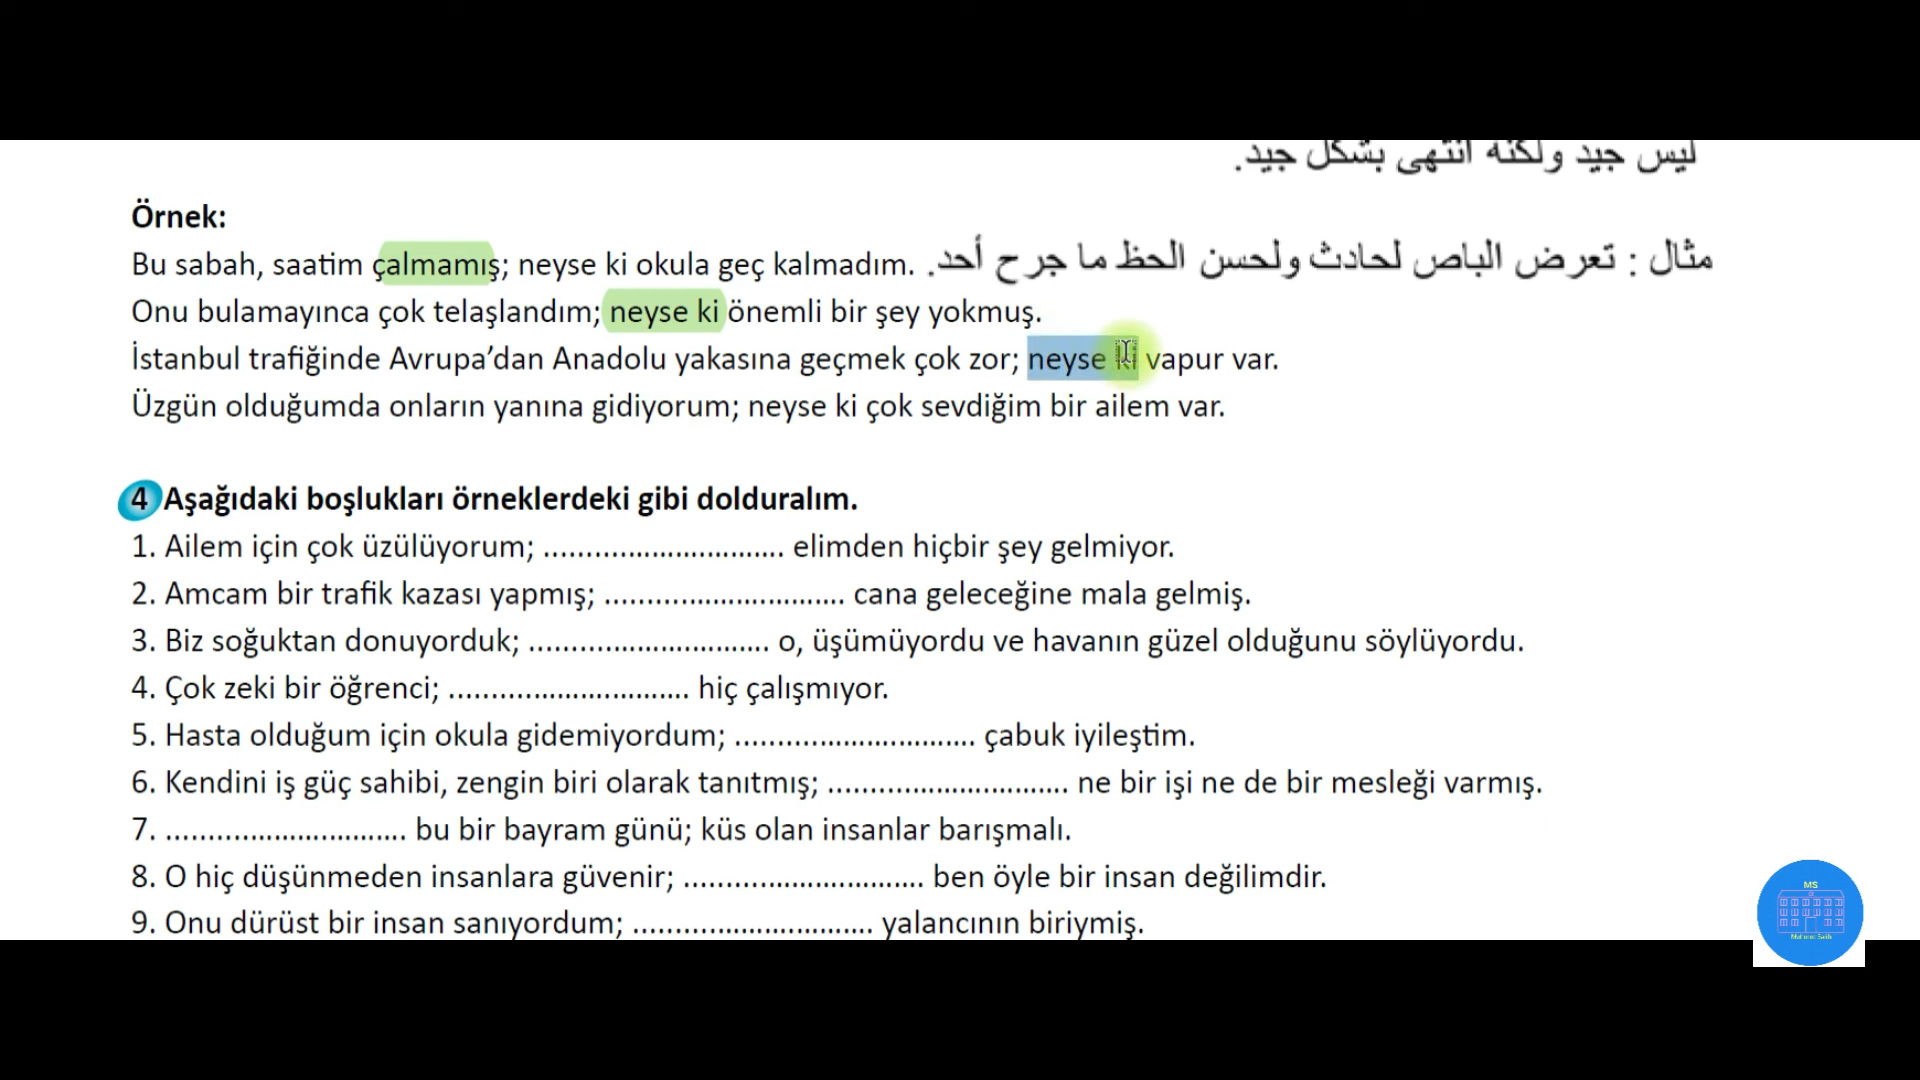 ليس جيد ولكنه انتهى بشكل جيد.
Örnek:
Bu sabah, saatim çalmamış; neyse ki okula geç kalmadım.
مثال : تعرض الباص لحادث ولحسن الحظ ما جرح أحد.
Onu bulamayınca çok telaşlandım; neyse ki önemli bir şey yokmuş.
İstanbul trafiğinde Avrupa’dan Anadolu yakasına geçmek çok zor; neyse ki vapur var.
Üzgün olduğumda onların yanına gidiyorum; neyse ki çok sevdiğim bir ailem var.
4 Aşağıdaki boşlukları örneklerdeki gibi dolduralım.
1. Ailem için çok üzülüyorum; ............................. elimden hiçbir şey gelmiyor.
2. Amcam bir trafik kazası yapmış; ............................. cana geleceğine mala gelmiş.
3. Biz soğuktan donuyorduk; ............................. o, üşümüyordu ve havanın güzel olduğunu söylüyordu.
4. Çok zeki bir öğrenci; ............................. hiç çalışmıyor.
5. Hasta olduğum için okula gidemiyordum; ............................. çabuk iyileştim.
6. Kendini iş güç sahibi, zengin biri olarak tanıtmış; ............................. ne bir işi ne de bir mesleği varmış.
7. ............................. bu bir bayram günü; küs olan insanlar barışmalı.
8. O hiç düşünmeden insanlara güvenir; ............................. ben öyle bir insan değilimdir.
9. Onu dürüst bir insan sanıyordum; ............................. yalancının biriymiş.
MS